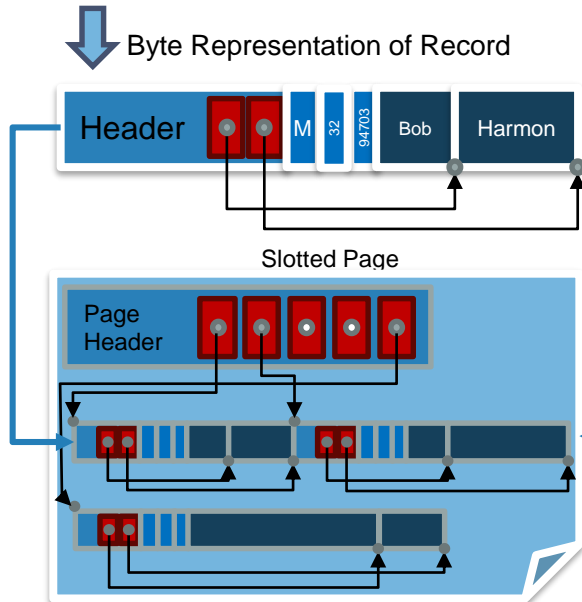 Byte Representation of Record
Header
M
32
94703
Bob
Harmon
Slotted Page
Page
Header